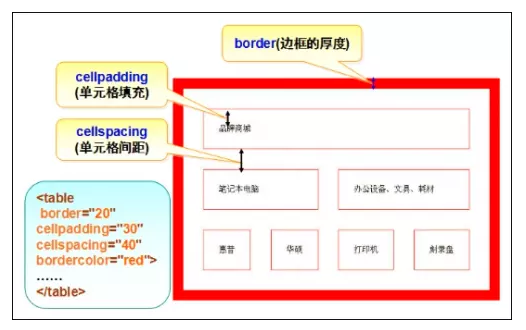 border(边框的厚度)
cellpadding
(单元格填充)
cellspacing
(单元格间距)
品牌商城
笔记本电脑
办公设备、文具、耗材
惠普
华硕
打印机
刻录盘
<table
border="20"
cellpadding="30"
cellspacing="40"
bordercolor="red">
……
</table>